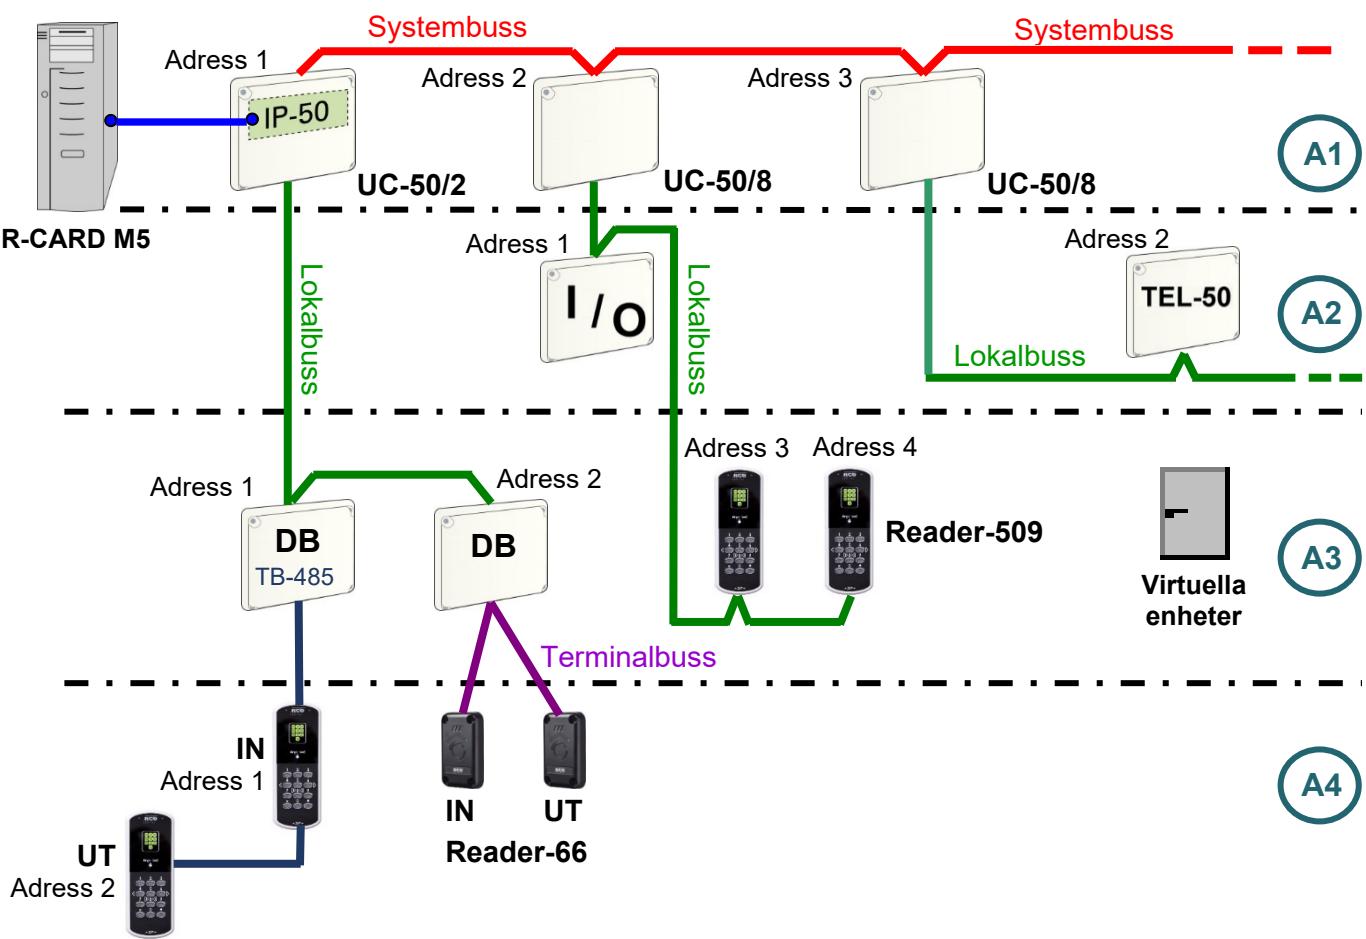 Systembuss
Systembuss
Adress 1
Adress 2
Adress 3
IP-50
A1
UC-50/2
UC-50/8
UC-50/8
R-CARD M5
Adress 1
Adress 2
I/O
TEL-50
A2
Lokalbuss
Lokalbuss
Lokalbuss
Adress 3
Adress 4
Adress 1
Adress 2
DB
TB-485
DB
Reader-509
A3
Virtuella
enheter
Terminalbuss
IN
Adress 1
IN
UT
A4
Reader-66
UT
Adress 2